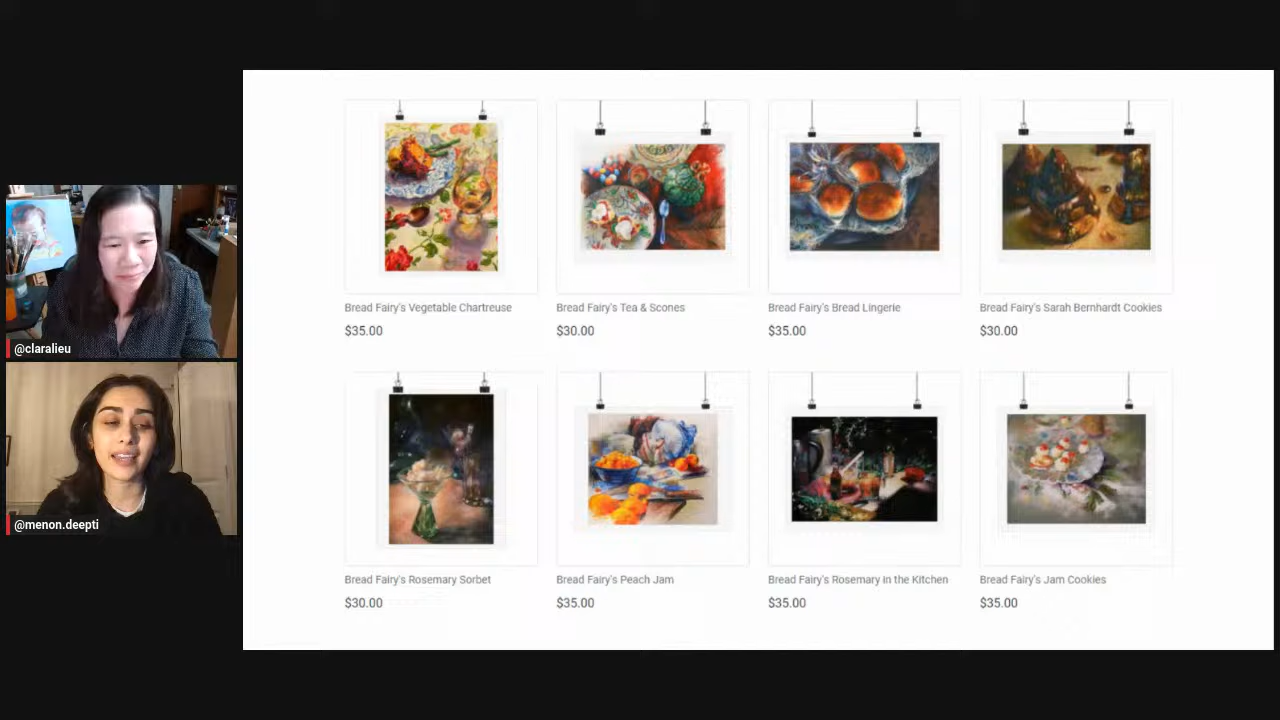 Bread Fairy's Vegetable Chartreuse
$35.00
Bread Fairy's Tea & Scones
$30.00
Bread Fairy's Bread Lingerie
$35.00
Bread Fairy's Sarah Bernhardt Cookies
$30.00
@claralieu
@menon.deepti
Bread Fairy's Rosemary Sorbet
$30.00
Bread Fairy's Peach Jam
$35.00
Bread Fairy's Rosemary in the Kitchen
$35.00
Bread Fairy's Jam Cookies
$35.00